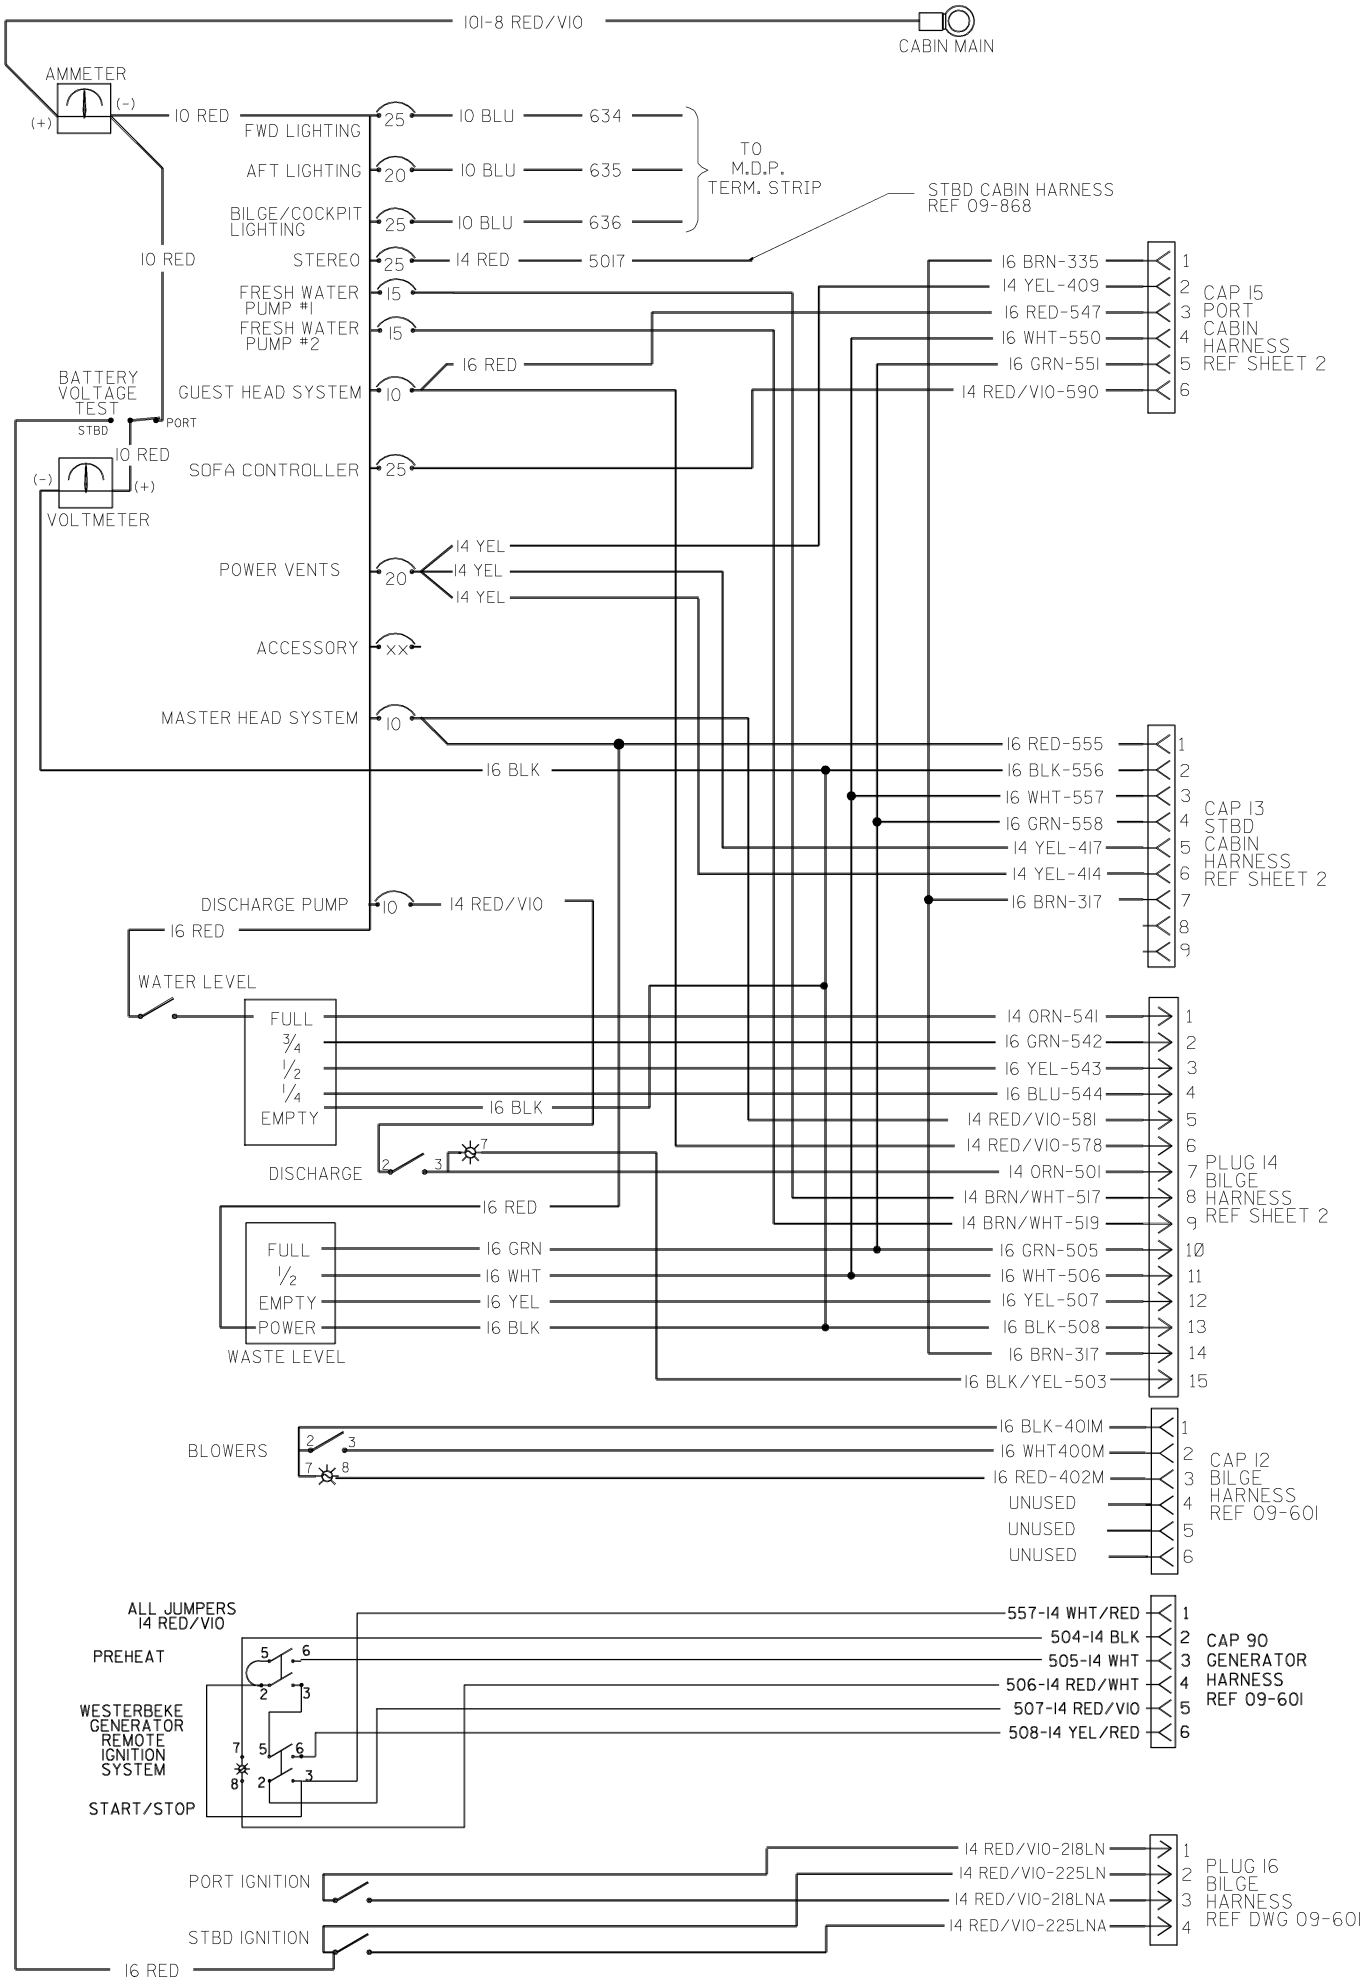 101-8 RED/VIO
CABIN MAIN
AMMETER
(+)
(-)
10 RED
FWD LIGHTING
25
10 BLU
634
AFT LIGHTING
20
10 BLU
635
BILGE/COCKPIT
LIGHTING
25
10 BLU
636
TO
M.D.P.
TERM. STRIP
STBD CABIN HARNESS
REF 09-868
STEREO
25
14 RED
5017
10 RED
FRESH WATER
PUMP #1
15
FRESH WATER
PUMP #2
15
16 RED
GUEST HEAD SYSTEM
10
BATTERY
VOLTAGE
TEST
STBD
PORT
10 RED
(-)
(+)
VOLTMETER
SOFA CONTROLLER
25
14 YEL
POWER VENTS
20
14 YEL
14 YEL
ACCESSORY
XX
MASTER HEAD SYSTEM
10
16 BLK
DISCHARGE PUMP
10
14 RED/VIO
16 RED
16 BRN-335
1
14 YEL-409
2
16 RED-547
3
16 WHT-550
4
16 GRN-551
5
14 RED/VIO-590
6
CAP 15
PORT
CABIN
HARNESS
REF SHEET 2
16 RED-555
1
16 BLK-556
2
16 WHT-557
3
16 GRN-558
4
14 YEL-417
5
14 YEL-414
6
16 BRN-317
7
8
9
CAP 13
STBD
CABIN
HARNESS
REF SHEET 2
WATER LEVEL
FULL
3/4
1/2
1/4
EMPTY
16 BLK
DISCHARGE
2
3
7
16 RED
FULL
16 GRN
1/2
16 WHT
EMPTY
16 YEL
POWER
16 BLK
WASTE LEVEL
14 ORN-541
1
16 GRN-542
2
16 YEL-543
3
16 BLU-544
4
14 RED/VIO-581
5
14 RED/VIO-578
6
14 ORN-501
7
14 BRN/WHT-517
8
14 BRN/WHT-519
9
16 GRN-505
10
16 WHT-506
11
16 YEL-507
12
16 BLK-508
13
16 BRN-317
14
16 BLK/YEL-503
15
PLUG 14
BILGE
HARNESS
REF SHEET 2
BLOWERS
2
3
7
8
16 BLK-401M
1
16 WHT400M
2
16 RED-402M
3
UNUSED
4
UNUSED
5
UNUSED
6
CAP 12
BILGE
HARNESS
REF 09-601
ALL JUMPERS
14 RED/VIO
PREHEAT
5
6
2
3
WESTERBEKE
GENERATOR
REMOTE
IGNITION
SYSTEM
7
8
5
6
2
3
START/STOP
557-14 WHT/RED
1
504-14 BLK
2
505-14 WHT
3
506-14 RED/WHT
4
507-14 RED/VIO
5
508-14 YEL/RED
6
CAP 90
GENERATOR
HARNESS
REF 09-601
PORT IGNITION
STBD IGNITION
16 RED
14 RED/VIO-218LN
1
14 RED/VIO-225LN
2
14 RED/VIO-218LNA
3
14 RED/VIO-225LNA
4
PLUG 16
BILGE
HARNESS
REF DWG 09-601